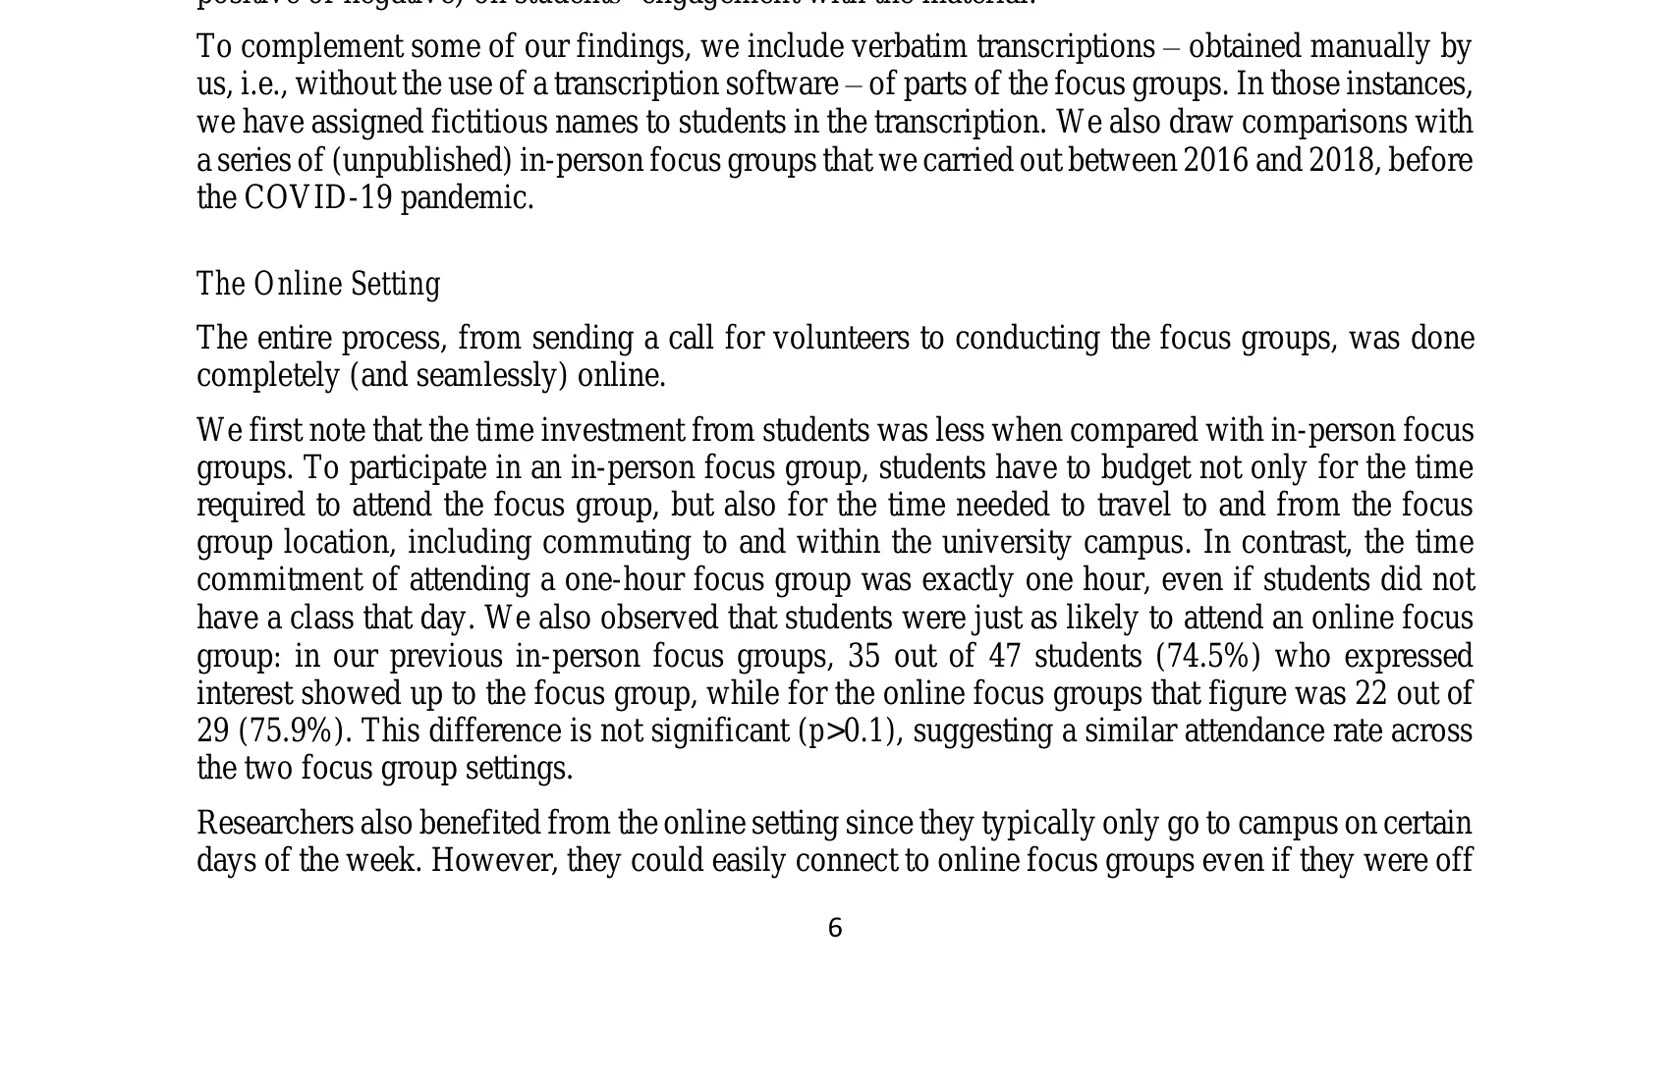 positive or negative) on students' engagement with the material.
To complement some of our findings, we include verbatim transcriptions – obtained manually by
us, i.e., without the use of a transcription software – of parts of the focus groups. In those instances,
we have assigned fictitious names to students in the transcription. We also draw comparisons with
a series of (unpublished) in-person focus groups that we carried out between 2016 and 2018, before
the COVID-19 pandemic.
The Online Setting
The entire process, from sending a call for volunteers to conducting the focus groups, was done
completely (and seamlessly) online.
We first note that the time investment from students was less when compared with in-person focus
groups. To participate in an in-person focus group, students have to budget not only for the time
required to attend the focus group, but also for the time needed to travel to and from the focus
group location, including commuting to and within the university campus. In contrast, the time
commitment of attending a one-hour focus group was exactly one hour, even if students did not
have a class that day. We also observed that students were just as likely to attend an online focus
group: in our previous in-person focus groups, 35 out of 47 students (74.5%) who expressed
interest showed up to the focus group, while for the online focus groups that figure was 22 out of
29 (75.9%). This difference is not significant (p>0.1), suggesting a similar attendance rate across
the two focus group settings.
Researchers also benefited from the online setting since they typically only go to campus on certain
days of the week. However, they could easily connect to online focus groups even if they were off
6